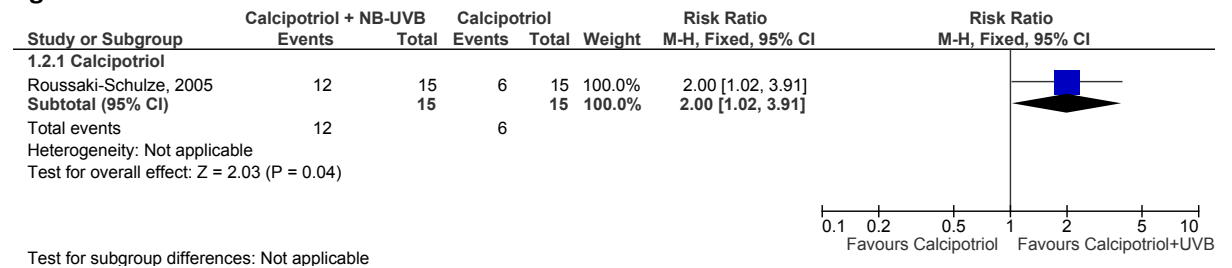 Calcipotriol + NB-UVB Calcipotriol Risk Ratio Risk Ratio
Study or Subgroup Events Total Events Total Weight M-H, Fixed, 95% CI M-H, Fixed, 95% CI
1.2.1 Calcipotriol
Roussaki-Schulze, 2005 12 15 6 15 100.0% 2.00 [1.02, 3.91]
Subtotal (95% CI) 15 15 100.0% 2.00 [1.02, 3.91]
Total events 12 6
Heterogeneity: Not applicable
Test for overall effect: Z = 2.03 (P = 0.04)
0.1 0.2 0.5 1 2 5 10
Favours Calcipotriol Favours Calcipotriol+UVB
Test for subgroup differences: Not applicable